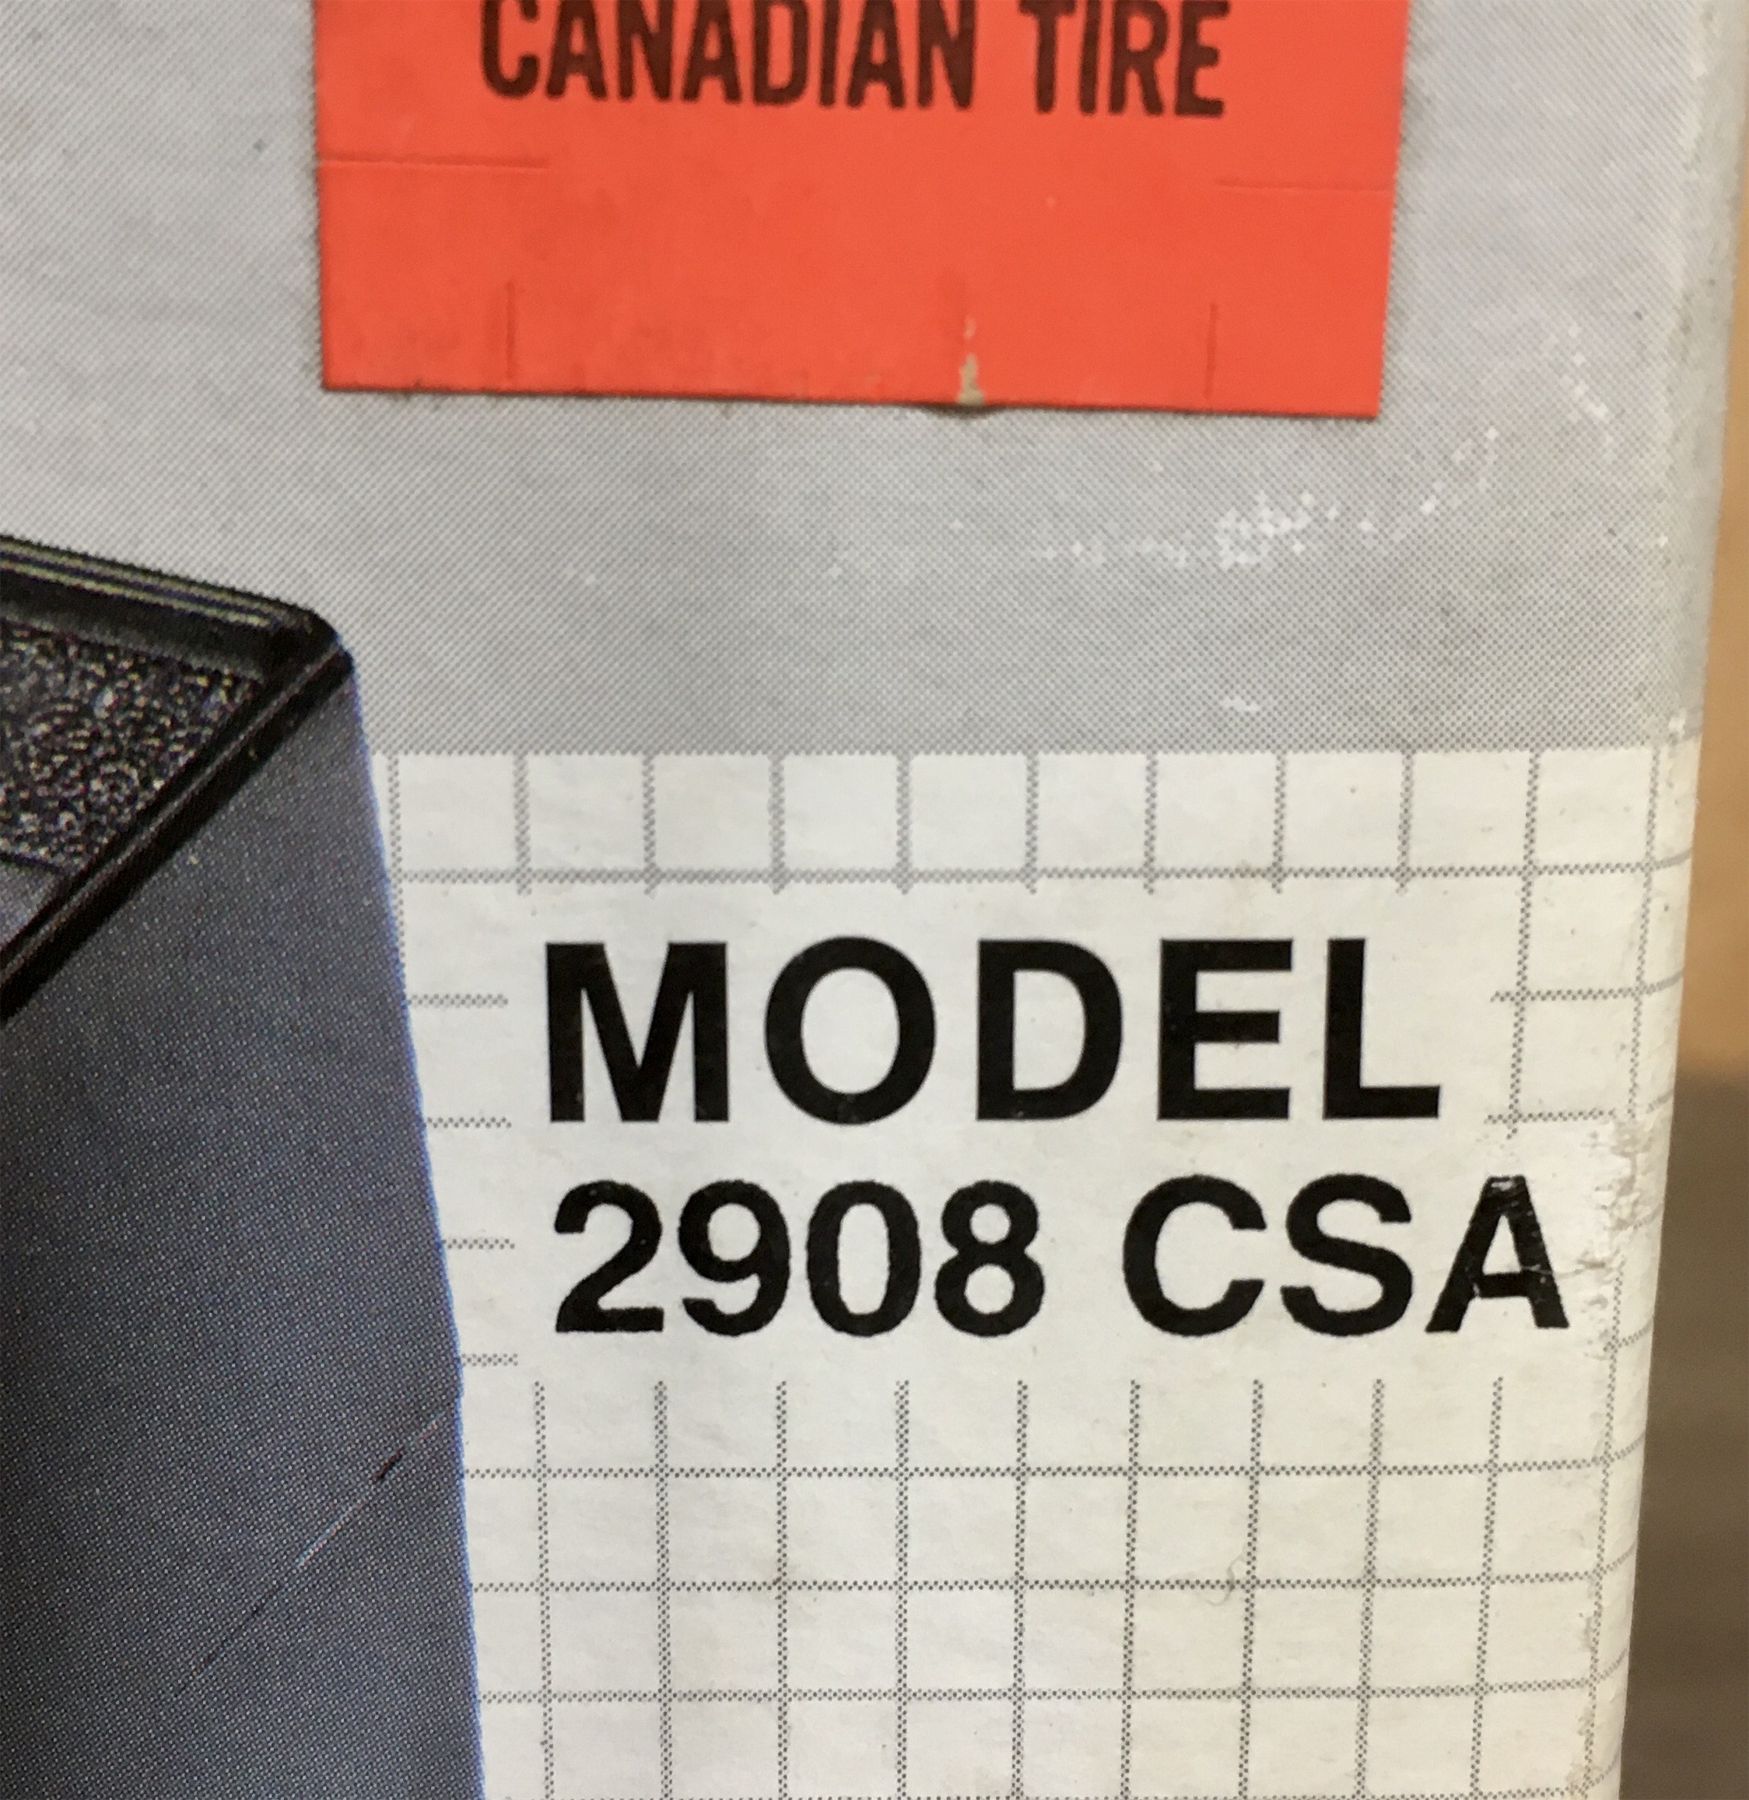 CANADIAN TIRE
MODEL
2908 CSA